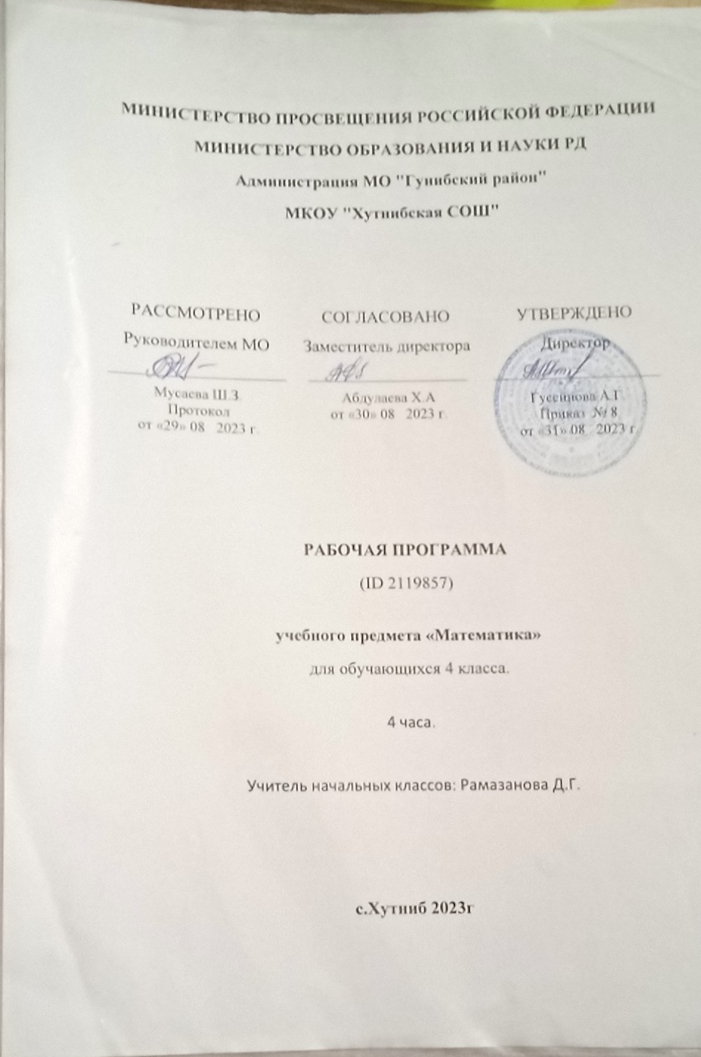 МИНИСТЕРСТВО ПРОСВЕЩЕНИЯ РОССИЙСКОЙ ФЕДЕРАЦИИ
МИНИСТЕРСТВО ОБРАЗОВАНИЯ И НАУКИ РД
Администрация МО "Гунибский район"
МКОУ "Хутнибская СОШ"
РАССМОТРЕНО
Руководителем МО
Мусаева Ш.З.
Протокол
от «29» 08 2023 г.
СОГЛАСОВАНО
Заместитель директора
Абдулаева Х.А
от «30» 08 2023 г.
УТВЕРЖДЕНО
Директор
Гусейнова А.Г.
Приказ № 8
от «31» 08 2023 г.
РАБОЧАЯ ПРОГРАММА
(ID 2119857)
учебного предмета «Математика»
для обучающихся 4 класса.
4 часа.
Учитель начальных классов: Рамазанова Д.Г.
с.Хутниб 2023г